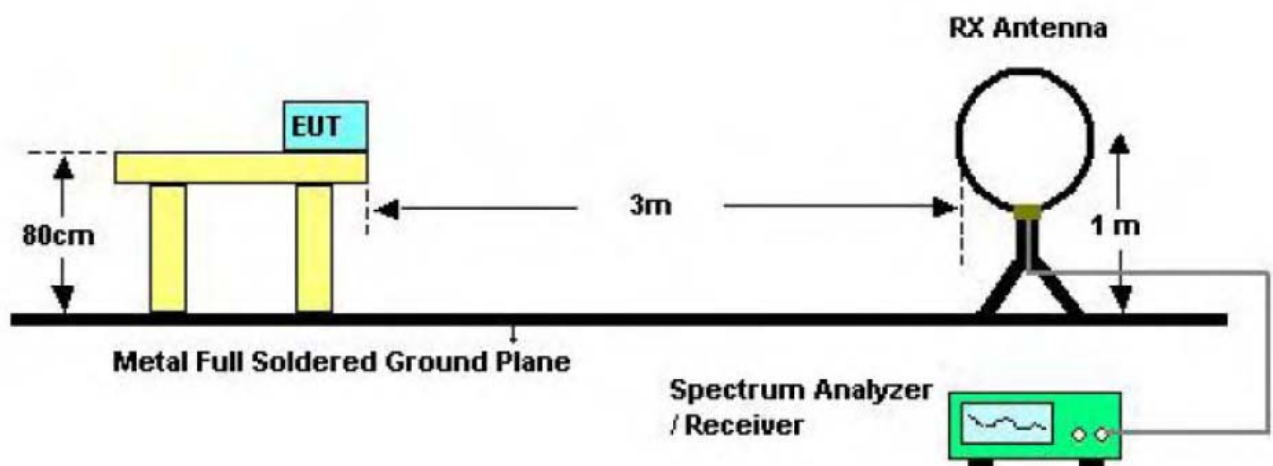 RX Antenna
EUT
80cm
3m
1 m
Metal Full Soldered Ground Plane
Spectrum Analyzer
/ Receiver